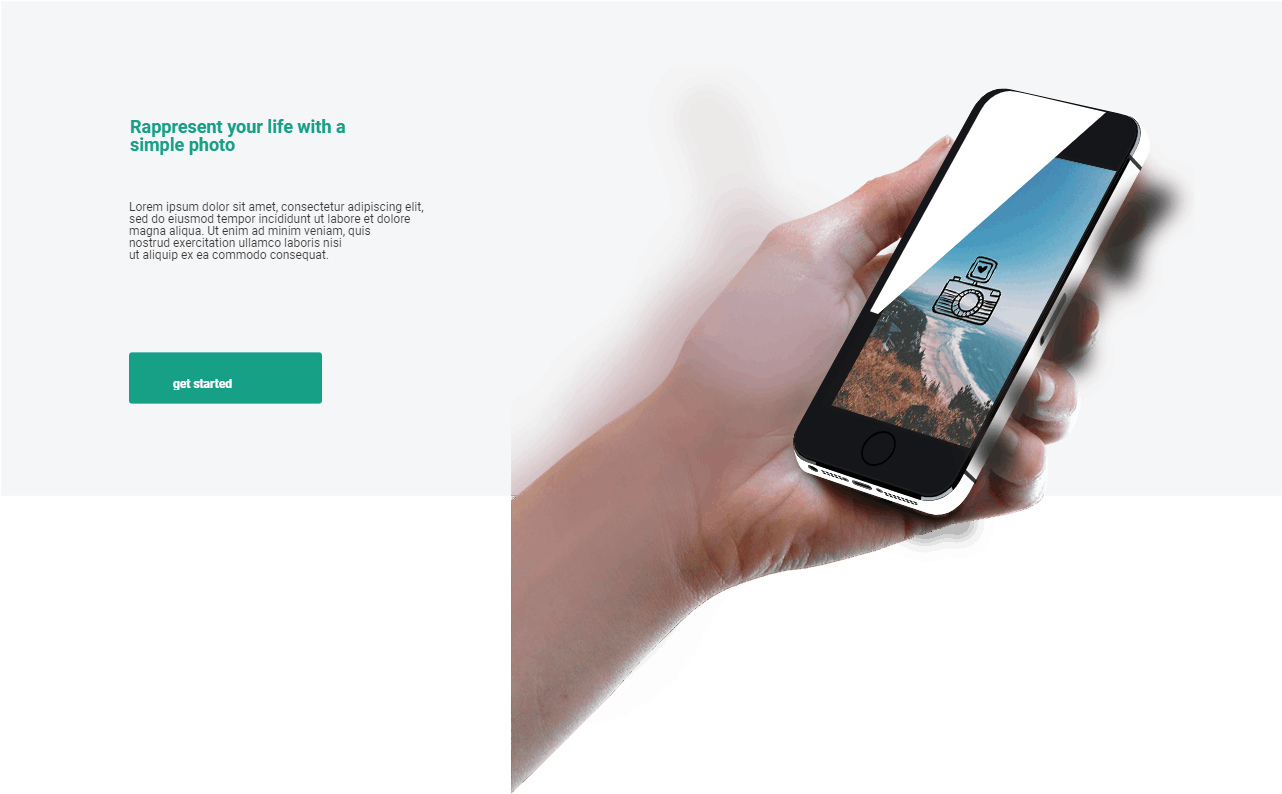 Rappresent your life with a
simple photo
Lorem ipsum dolor sit amet, consectetur adipiscing elit,
sed do eiusmod tempor incididunt ut labore et dolore
magna aliqua. Ut enim ad minim veniam, quis
nostrud exercitation ullamco laboris nisi
ut aliquip ex ea commodo consequat.
get started